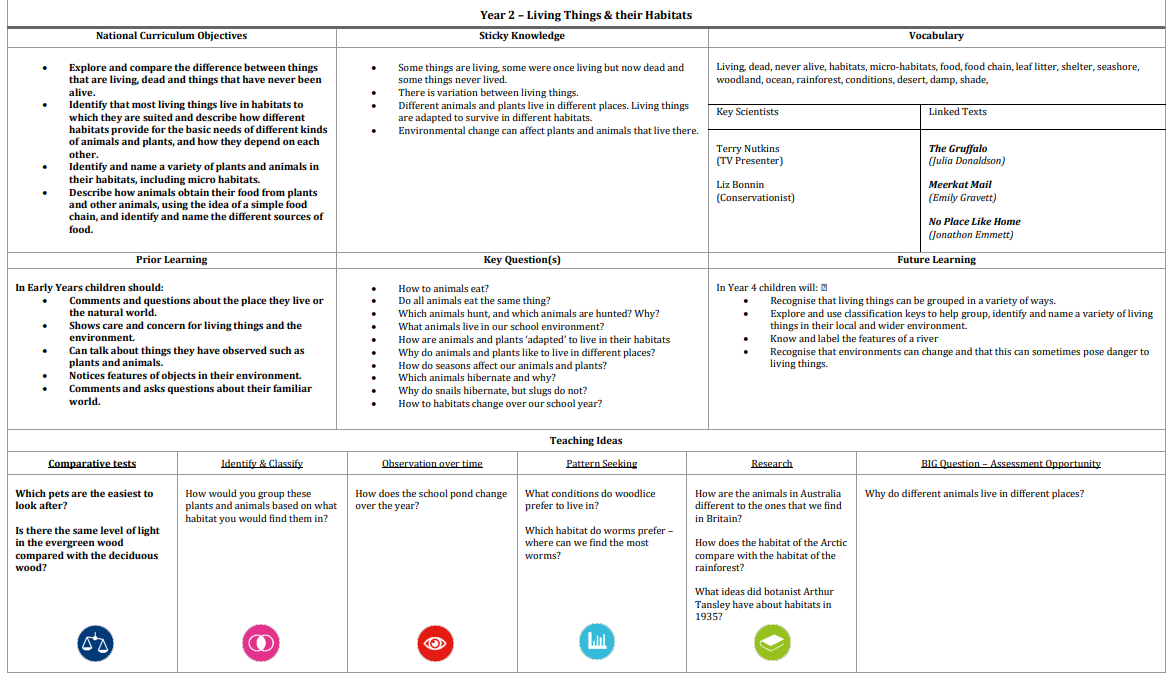 Year 2 – Living Things & their Habitats
National Curriculum Objectives
Sticky Knowledge
Vocabulary
• Explore and compare the difference between things
that are living, dead and things that have never been
alive.
• Identify that most living things live in habitats to
which they are suited and describe how different
habitats provide for the basic needs of different kinds
of animals and plants, and how they depend on each
other.
• Identify and name a variety of plants and animals in
their habitats, including micro habitats.
• Describe how animals obtain their food from plants
and other animals, using the idea of a simple food
chain, and identify and name the different sources of
food.
• Some things are living, some were once living but now dead and
some things never lived.
• There is variation between living things.
• Different animals and plants live in different places. Living things
are adapted to survive in different habitats.
• Environmental change can affect plants and animals that live there.
Living, dead, never alive, habitats, micro-habitats, food, food chain, leaf litter, shelter, seashore,
woodland, ocean, rainforest, conditions, desert, damp, shade,
Key Scientists
Linked Texts
Terry Nutkins
(TV Presenter)
Liz Bonnin
(Conservationist)
The Gruffalo
(Julia Donaldson)
Meerkat Mail
(Emily Gravett)
No Place Like Home
(Jonathon Emmett)
Prior Learning
Key Question(s)
Future Learning
In Early Years children should:
• Comments and questions about the place they live or
the natural world.
• Shows care and concern for living things and the
environment.
• Can talk about things they have observed such as
plants and animals.
• Notices features of objects in their environment.
• Comments and asks questions about their familiar
world.
• How to animals eat?
• Do all animals eat the same thing?
• Which animals hunt, and which animals are hunted? Why?
• What animals live in our school environment?
• How are animals and plants ‘adapted’ to live in their habitats
• Why do animals and plants like to live in different places?
• How do seasons affect our animals and plants?
• Which animals hibernate and why?
• Why do snails hibernate, but slugs do not?
• How to habitats change over our school year?
In Year 4 children will:
• Recognise that living things can be grouped in a variety of ways.
• Explore and use classification keys to help group, identify and name a variety of living
things in their local and wider environment.
• Know and label the features of a river
• Recognise that environments can change and that this can sometimes pose danger to
living things.
Teaching Ideas
Comparative tests
Identify & Classify
Observation over time
Pattern Seeking
Research
BIG Question – Assessment Opportunity
Which pets are the easiest to
look after?
Is there the same level of light
in the evergreen wood
compared with the deciduous
wood?
How would you group these
plants and animals based on what
habitat you would find them in?
How does the school pond change
over the year?
What conditions do woodlice
prefer to live in?
Which habitat do worms prefer –
where can we find the most
worms?
How are the animals in Australia
different to the ones that we find
in Britain?
How does the habitat of the Arctic
compare with the habitat of the
rainforest?
What ideas did botanist Arthur
Tansley have about habitats in
1935?
Why do different animals live in different places?